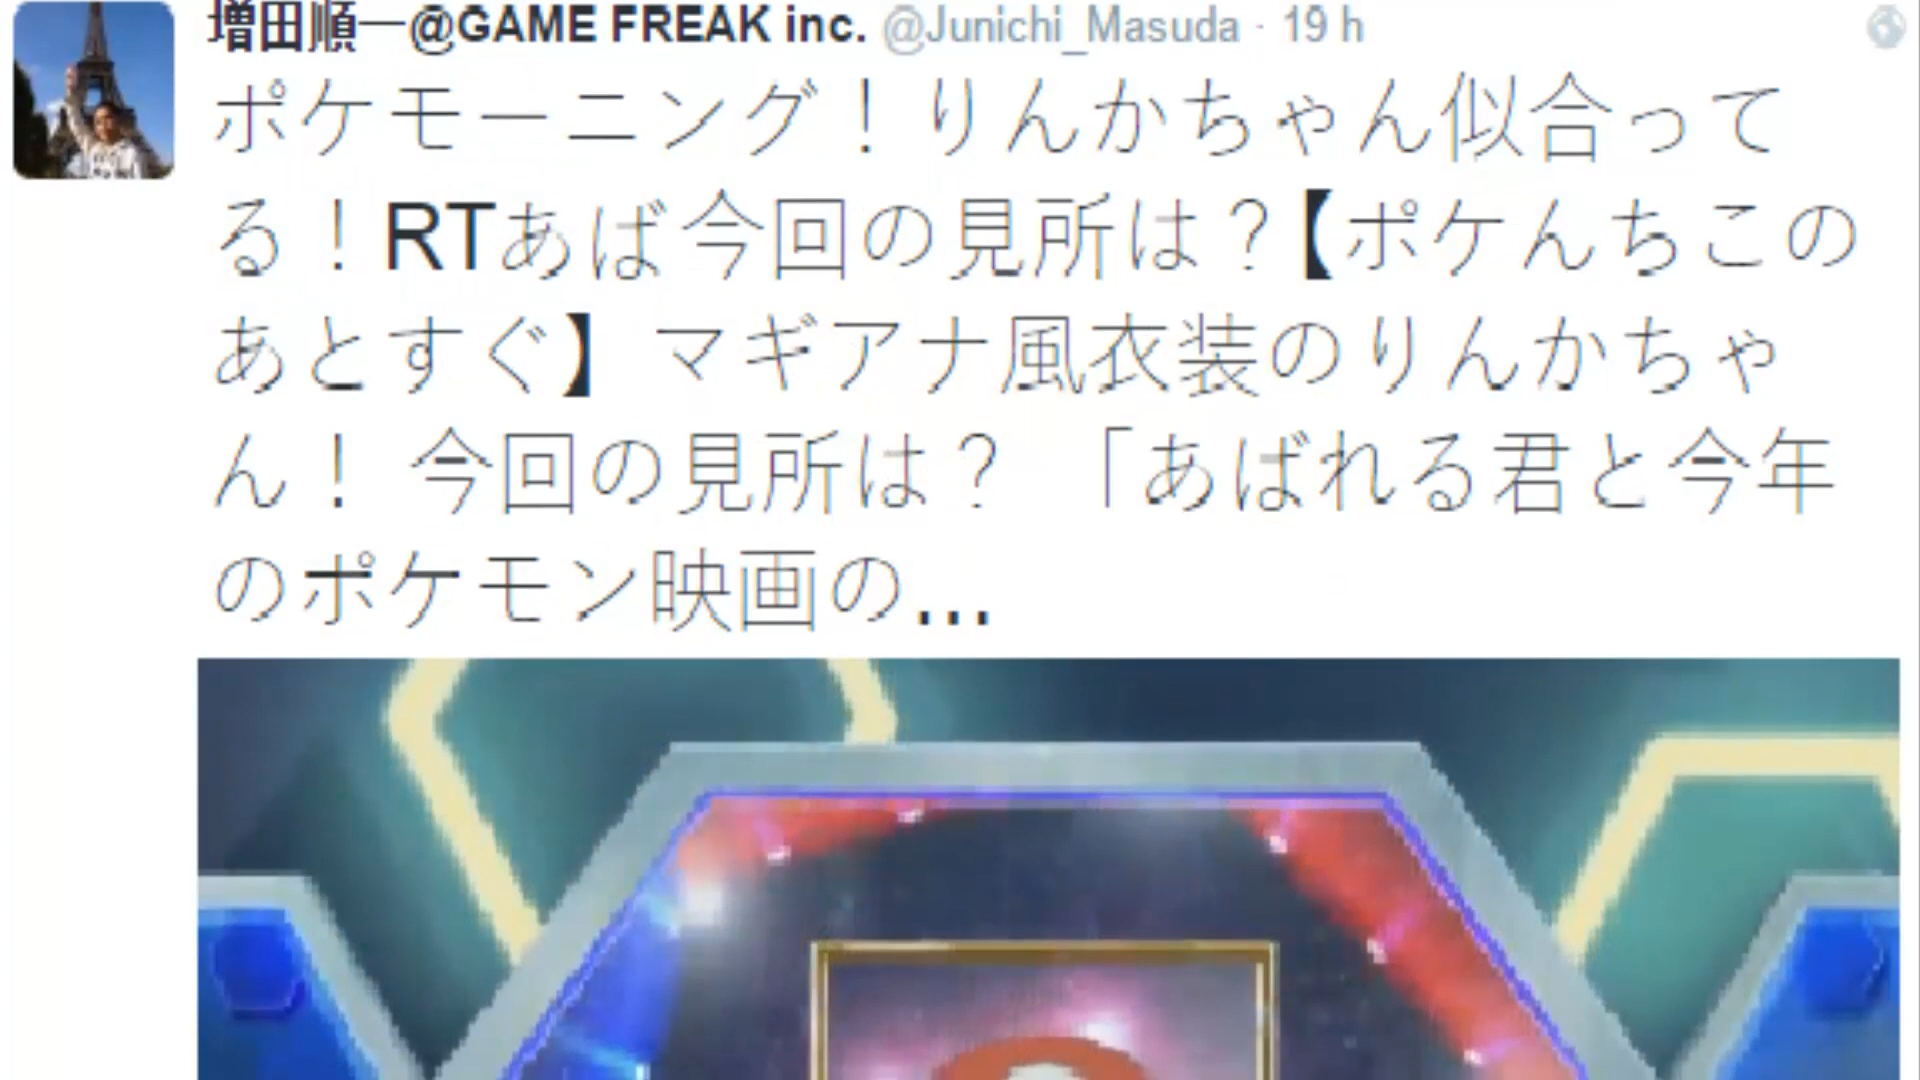 増田順一@GAME FREAK inc. @Junichi_Masuda · 19 h
ポケモーニング！りんかちゃん似合って
る！RTあば今回の見所は？【ポケんちこの
あとすぐ】 マギアナ風衣装のりんかちゃ
ん！ 今回の見所は？ 「あばれる君と今年
のポケモン映画の...